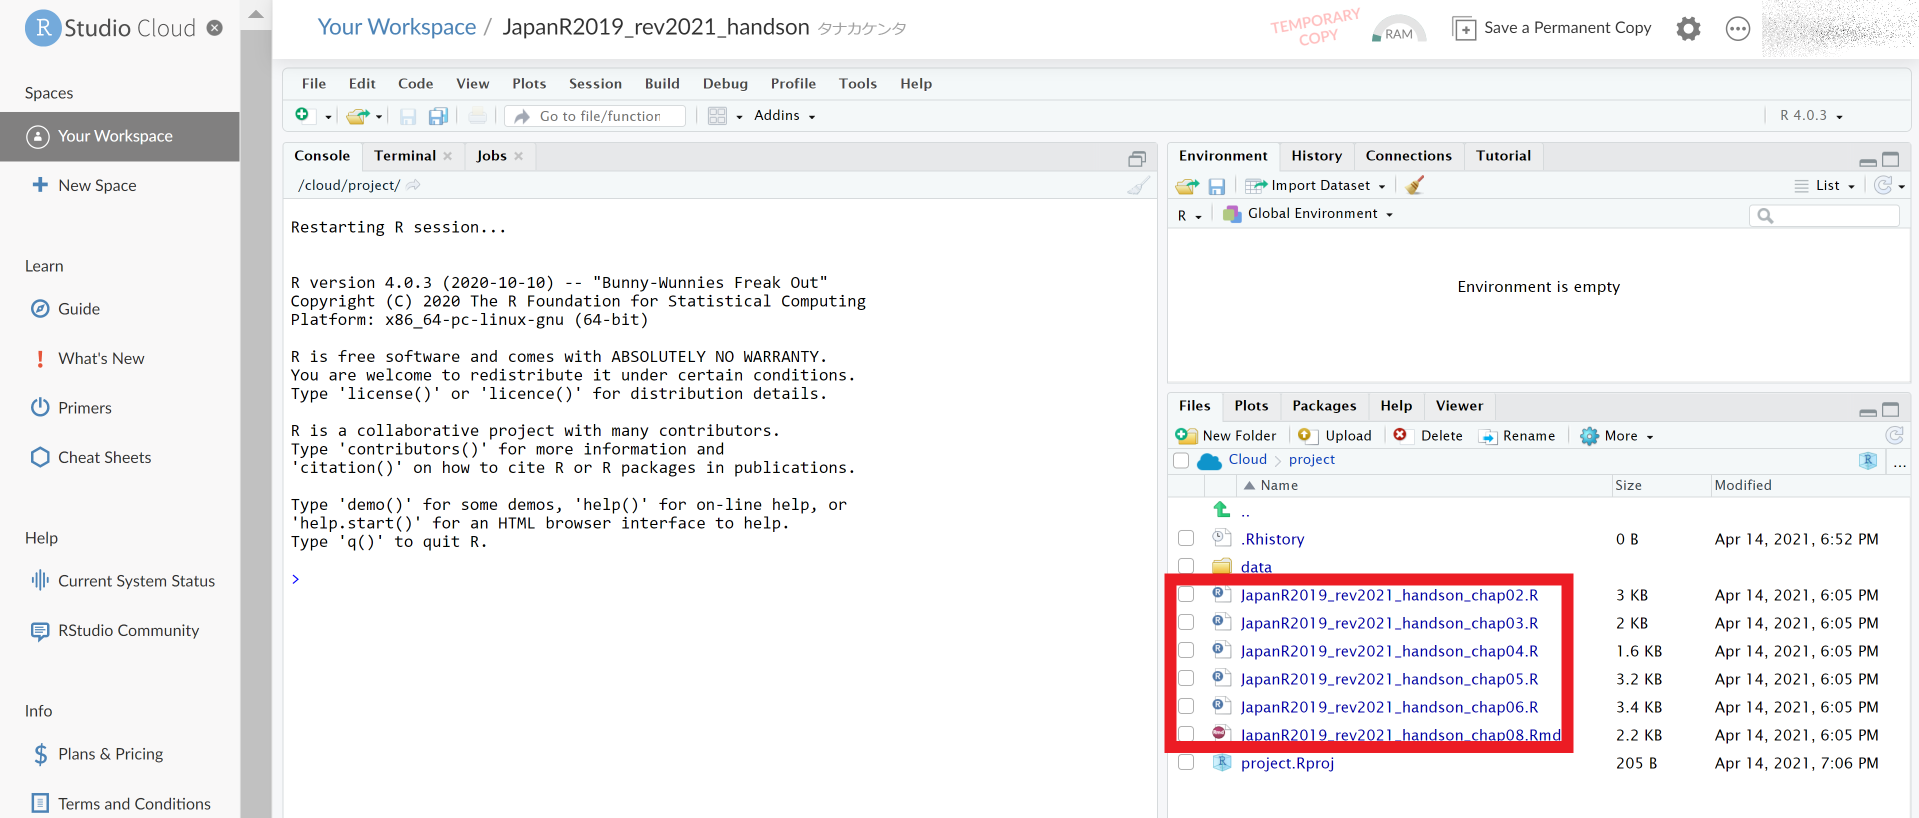 R Studio Cloud
Spaces
Your Workspace
New Space
Learn
Guide
What's New
Primers
Cheat Sheets
Help
Current System Status
RStudio Community
Info
Plans & Pricing
Terms and Conditions
Your Workspace / JapanR2019_rev2021_handson タナカケンタ
TEMPORARY
COPY
RAM
Save a Permanent Copy
File Edit Code View Plots Session Build Debug Profile Tools Help
Go to file/function
Addins
R 4.0.3
Console Terminal Jobs
/cloud/project/
Restarting R session...
R version 4.0.3 (2020-10-10) -- "Bunny-Wunnies Freak Out"
Copyright (C) 2020 The R Foundation for Statistical Computing
Platform: x86_64-pc-linux-gnu (64-bit)
R is free software and comes with ABSOLUTELY NO WARRANTY.
You are welcome to redistribute it under certain conditions.
Type 'license()' or 'licence()' for distribution details.
R is a collaborative project with many contributors.
Type 'contributors()' for more information and
'citation()' on how to cite R or R packages in publications.
Type 'demo()' for some demos, 'help()' for on-line help, or
'help.start()' for an HTML browser interface to help.
Type 'q()' to quit R.
>
Environment History Connections Tutorial
Import Dataset
List
R
Global Environment
Environment is empty
Files Plots Packages Help Viewer
New Folder Upload Delete Rename More
Cloud project
R ...
Name Size Modified
..
.Rhistory 0 B Apr 14, 2021, 6:52 PM
data
JapanR2019_rev2021_handson_chap02.R 3 KB Apr 14, 2021, 6:05 PM
JapanR2019_rev2021_handson_chap03.R 2 KB Apr 14, 2021, 6:05 PM
JapanR2019_rev2021_handson_chap04.R 1.6 KB Apr 14, 2021, 6:05 PM
JapanR2019_rev2021_handson_chap05.R 3.2 KB Apr 14, 2021, 6:05 PM
JapanR2019_rev2021_handson_chap06.R 3.4 KB Apr 14, 2021, 6:05 PM
JapanR2019_rev2021_handson_chap08.Rmd 2.2 KB Apr 14, 2021, 6:05 PM
project.Rproj 205 B Apr 14, 2021, 7:06 PM